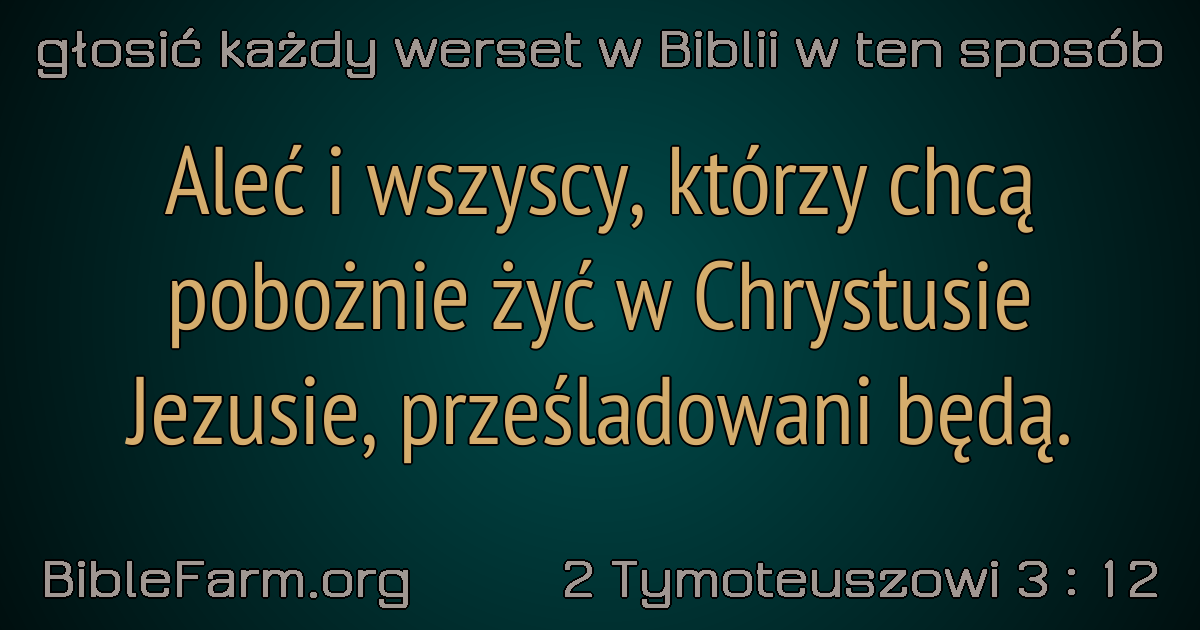 głosić każdy werset w Biblii w ten sposób
Aleć i wszyscy, którzy chcą
pobożnie żyć w Chrystusie
Jezusie, prześladowani będą.
BibleFarm.org
2 Tymoteuszowi 3 : 12